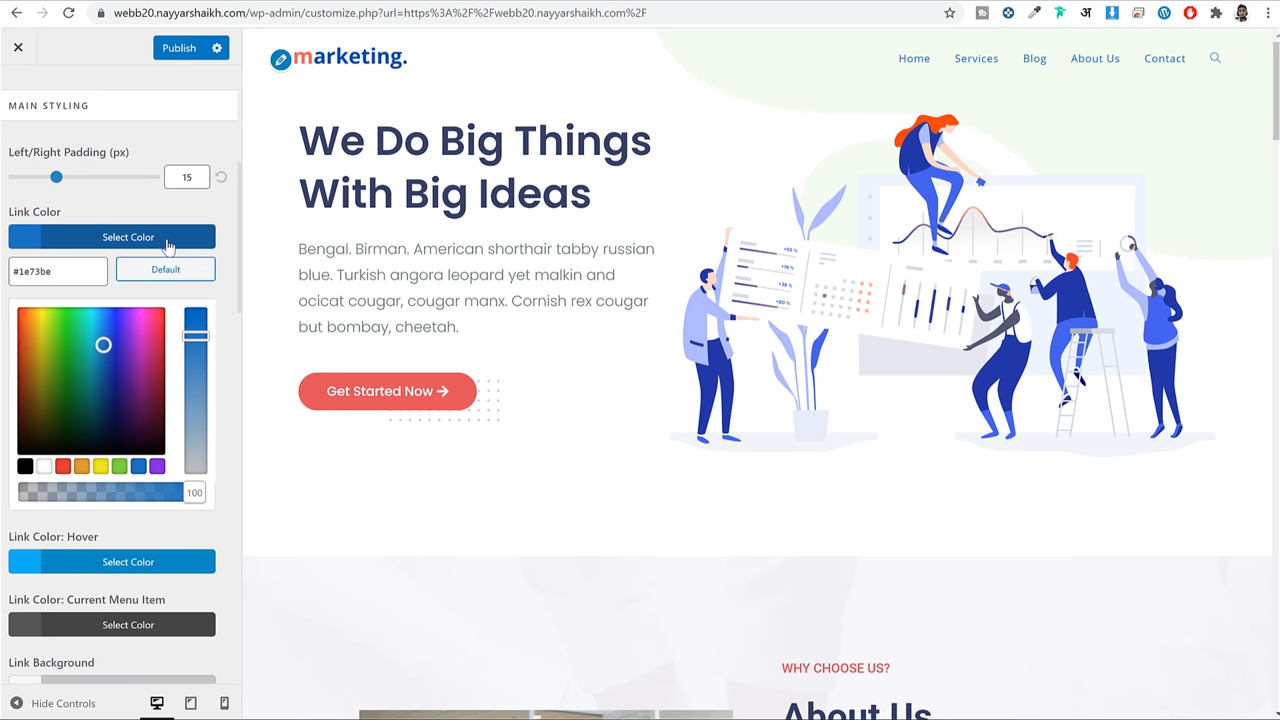 webb20.nayyarshaikh.com/wp-admin/customize.php?url=https%3A%2F%2Fwebb20.nayyarshaikh.com%2F
अ
Publish
MAIN STYLING
Left/Right Padding (px)
15
Link Color
Select Color
#1e73be
Default
100
Link Color: Hover
Select Color
Link Color: Current Menu Item
Select Color
Link Background
Hide Controls
marketing.
Home Services Blog About Us Contact
We Do Big Things
With Big Ideas
Bengal. Birman. American shorthair tabby russian
blue. Turkish angora leopard yet malkin and
ocicat cougar, cougar manx. Cornish rex cougar
but bombay, cheetah.
Get Started Now
WHY CHOOSE US?
About Us